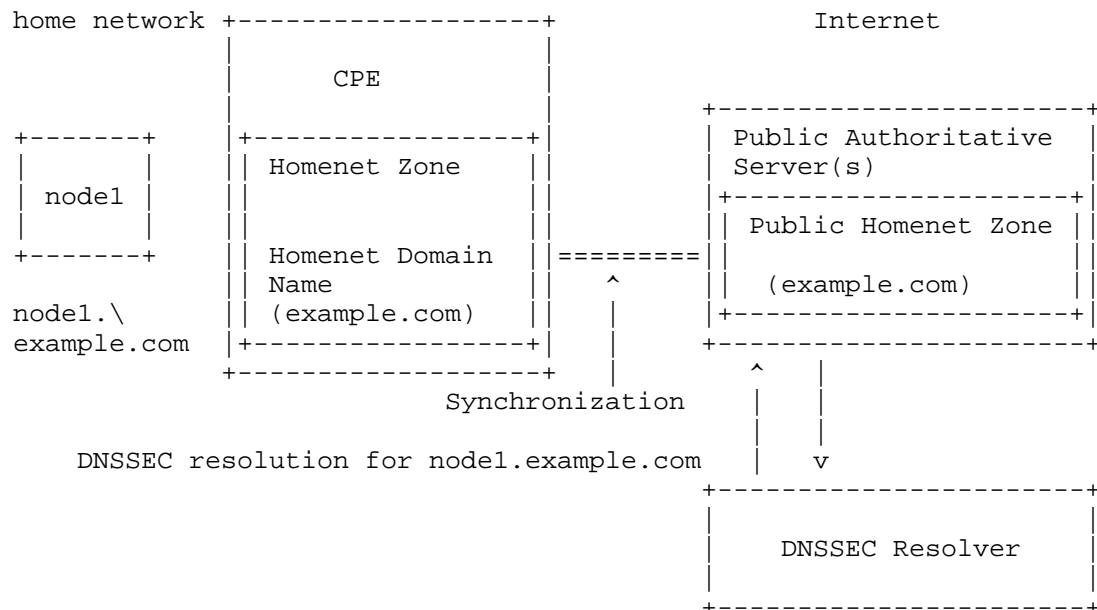 home network
Internet
CPE
Public Authoritative
Server(s)
Homenet Zone
node1
Public Homenet Zone
Homenet Domain
Name
(example.com)
(example.com)
node1.\
example.com
Synchronization
DNSSEC resolution for node1.example.com
DNSSEC Resolver